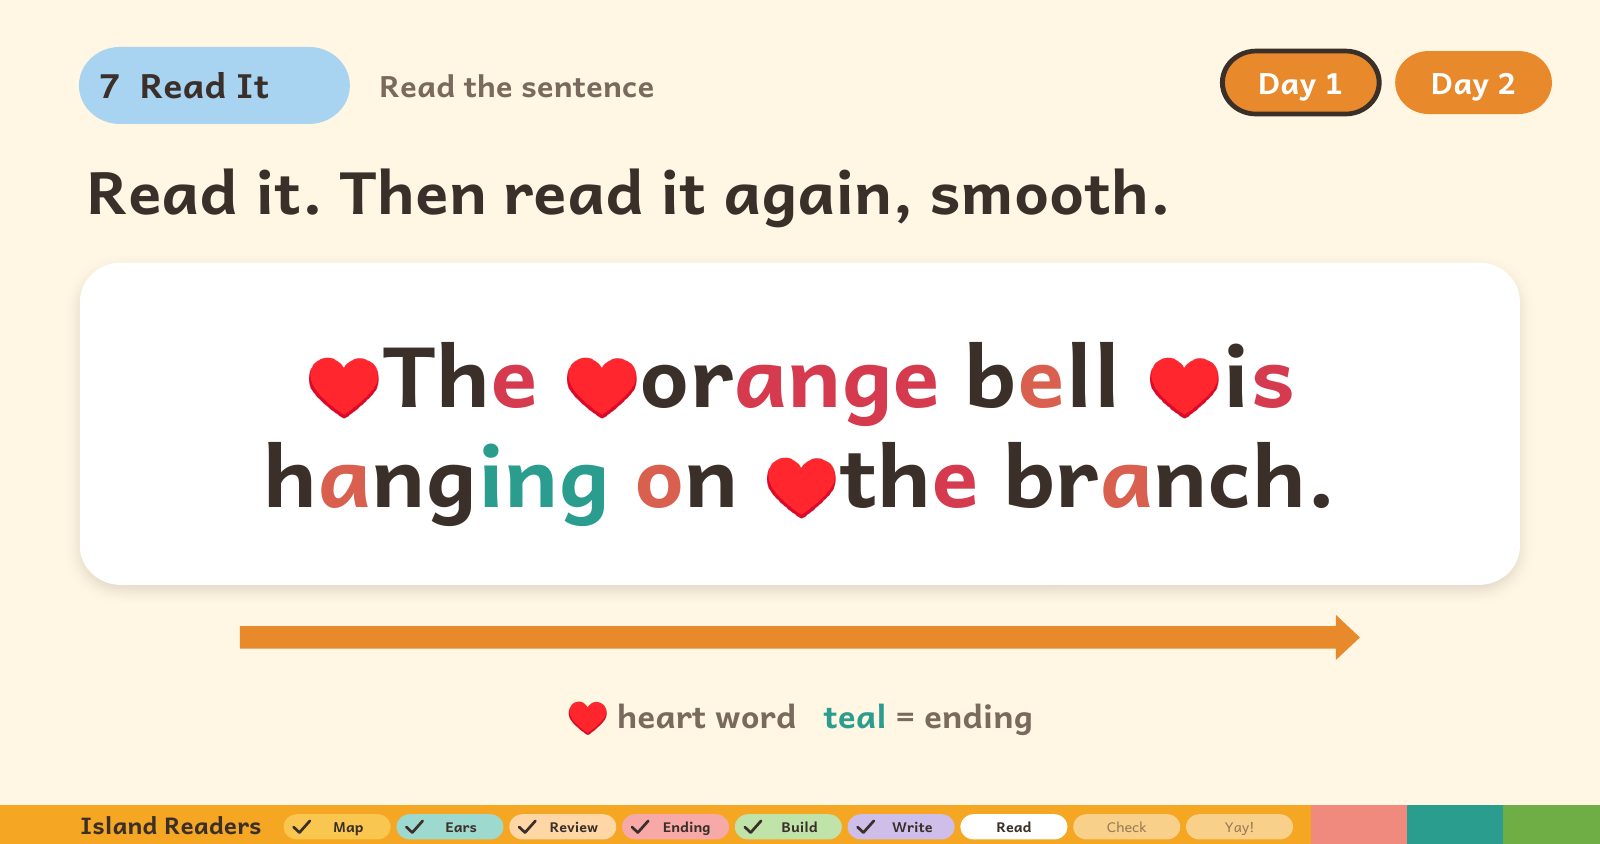 7 Read It
Read the sentence
Day 1
Day 2
Read it. Then read it again, smooth.
The orange bell is
hanging on the branch.
heart word teal = ending
Island Readers
Map
Ears
Review
Ending
Build
Write
Read
Check
Yay!